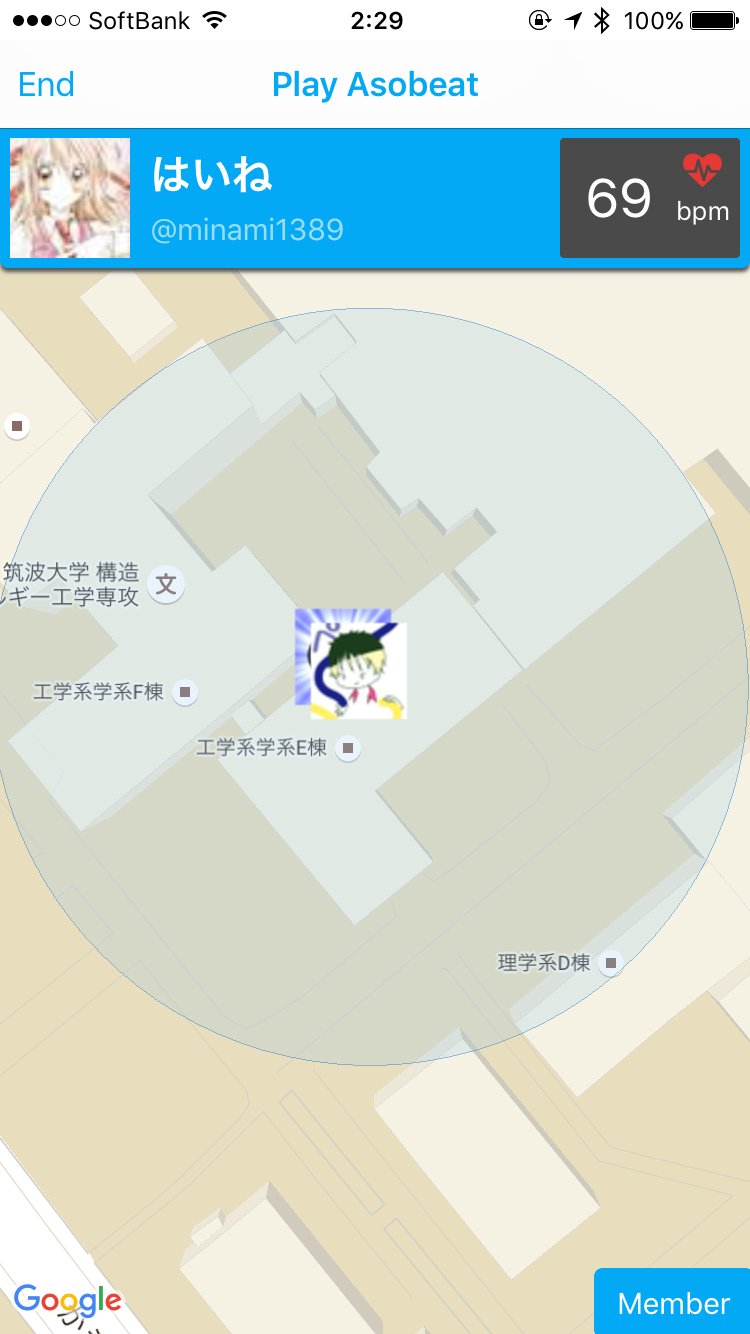 SoftBank 2:29 100%
End Play Asobeat
はいね
@minami1389
69 bpm
筑波大学 構造
ギー工学専攻
工学系学系F棟
工学系学系E棟
理学系D棟
Google
Member